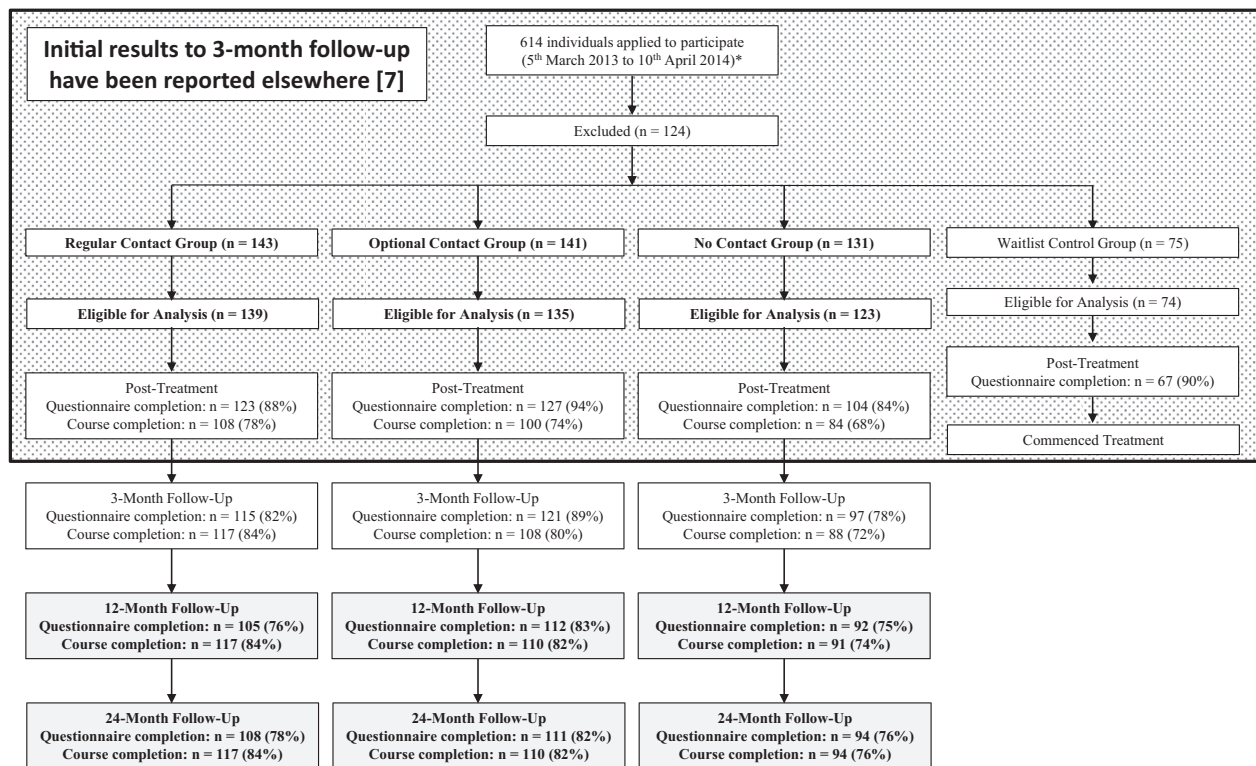 Initial results to 3-month follow-up
have been reported elsewhere [7]
614 individuals applied to participate
(5th March 2013 to 10th April 2014)*
Excluded (n = 124)
Regular Contact Group (n = 143)
Optional Contact Group (n = 141)
No Contact Group (n = 131)
Waitlist Control Group (n = 75)
Eligible for Analysis (n = 139)
Eligible for Analysis (n = 135)
Eligible for Analysis (n = 123)
Eligible for Analysis (n = 74)
Post-Treatment
Questionnaire completion: n = 123 (88%)
Course completion: n = 108 (78%)
Post-Treatment
Questionnaire completion: n = 127 (94%)
Course completion: n = 100 (74%)
Post-Treatment
Questionnaire completion: n = 104 (84%)
Course completion: n = 84 (68%)
Post-Treatment
Questionnaire completion: n = 67 (90%)
Commenced Treatment
3-Month Follow-Up
Questionnaire completion: n = 115 (82%)
Course completion: n = 117 (84%)
3-Month Follow-Up
Questionnaire completion: n = 121 (89%)
Course completion: n = 108 (80%)
3-Month Follow-Up
Questionnaire completion: n = 97 (78%)
Course completion: n = 88 (72%)
12-Month Follow-Up
Questionnaire completion: n = 105 (76%)
Course completion: n = 117 (84%)
12-Month Follow-Up
Questionnaire completion: n = 112 (83%)
Course completion: n = 110 (82%)
12-Month Follow-Up
Questionnaire completion: n = 92 (75%)
Course completion: n = 91 (74%)
24-Month Follow-Up
Questionnaire completion: n = 108 (78%)
Course completion: n = 117 (84%)
24-Month Follow-Up
Questionnaire completion: n = 111 (82%)
Course completion: n = 110 (82%)
24-Month Follow-Up
Questionnaire completion: n = 94 (76%)
Course completion: n = 94 (76%)